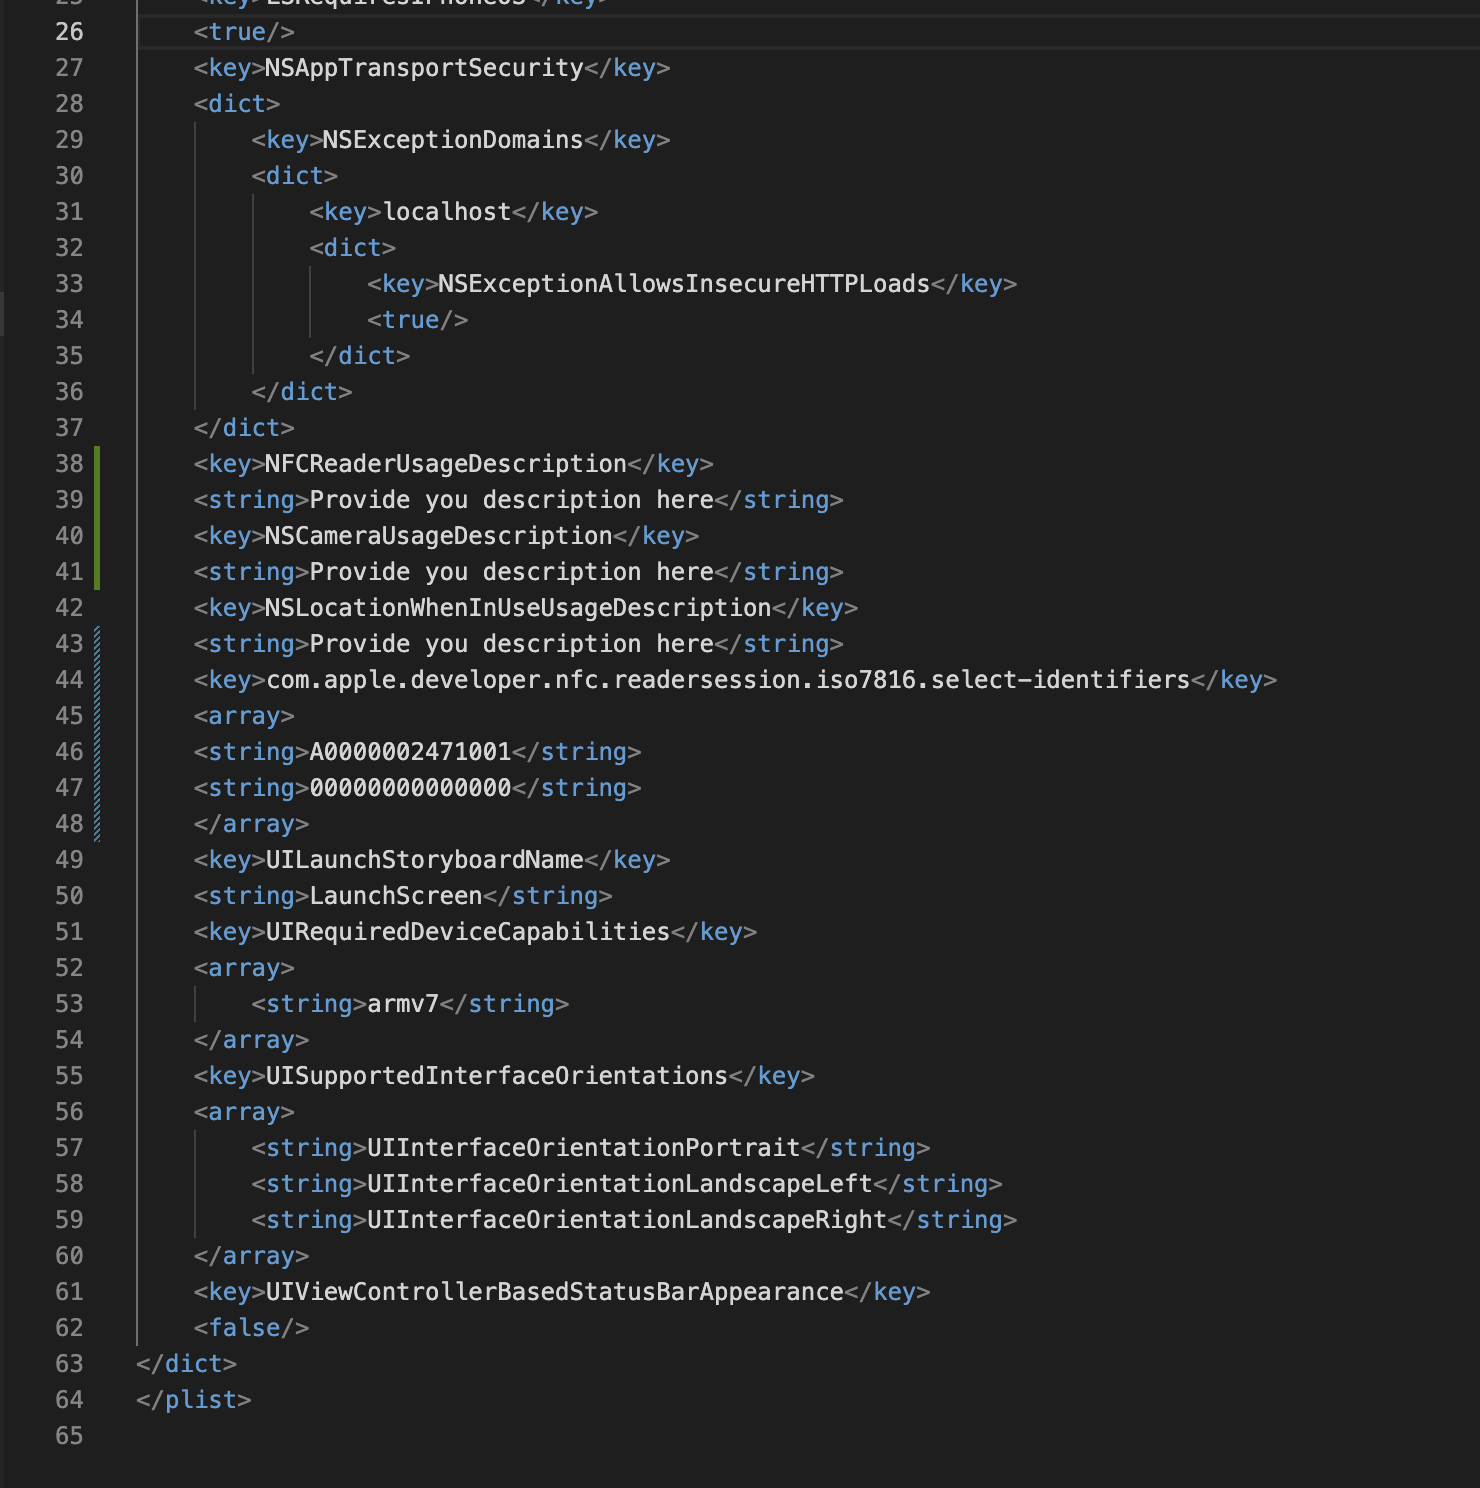 25 <key>LSRequiresIPhoneOS</key>
26 <true/>
27 <key>NSAppTransportSecurity</key>
28 <dict>
29 <key>NSExceptionDomains</key>
30 <dict>
31 <key>localhost</key>
32 <dict>
33 <key>NSExceptionAllowsInsecureHTTPLoads</key>
34 <true/>
35 </dict>
36 </dict>
37 </dict>
38 <key>NFCReaderUsageDescription</key>
39 <string>Provide you description here</string>
40 <key>NSCameraUsageDescription</key>
41 <string>Provide you description here</string>
42 <key>NSLocationWhenInUseUsageDescription</key>
43 <string>Provide you description here</string>
44 <key>com.apple.developer.nfc.readersession.iso7816.select-identifiers</key>
45 <array>
46 <string>A0000002471001</string>
47 <string>00000000000000</string>
48 </array>
49 <key>UILaunchStoryboardName</key>
50 <string>LaunchScreen</string>
51 <key>UIRequiredDeviceCapabilities</key>
52 <array>
53 <string>armv7</string>
54 </array>
55 <key>UISupportedInterfaceOrientations</key>
56 <array>
57 <string>UIInterfaceOrientationPortrait</string>
58 <string>UIInterfaceOrientationLandscapeLeft</string>
59 <string>UIInterfaceOrientationLandscapeRight</string>
60 </array>
61 <key>UIViewControllerBasedStatusBarAppearance</key>
62 <false/>
63 </dict>
64 </plist>
65